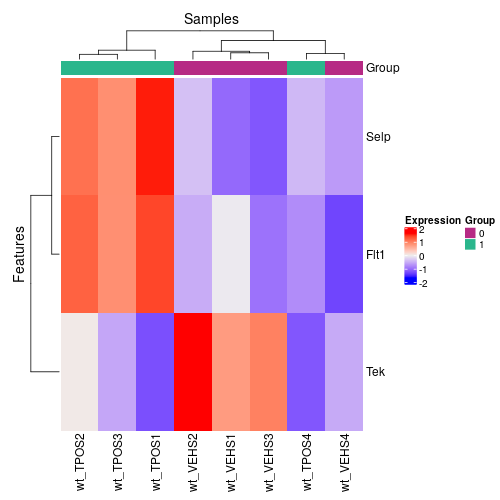 Samples
Group
Selp
Flt1
Tek
Features
wt_TPOS2
wt_TPOS3
wt_TPOS1
wt_VEHS2
wt_VEHS1
wt_VEHS3
wt_TPOS4
wt_VEHS4
Expression
2
1
0
-1
-2
Group
0
1